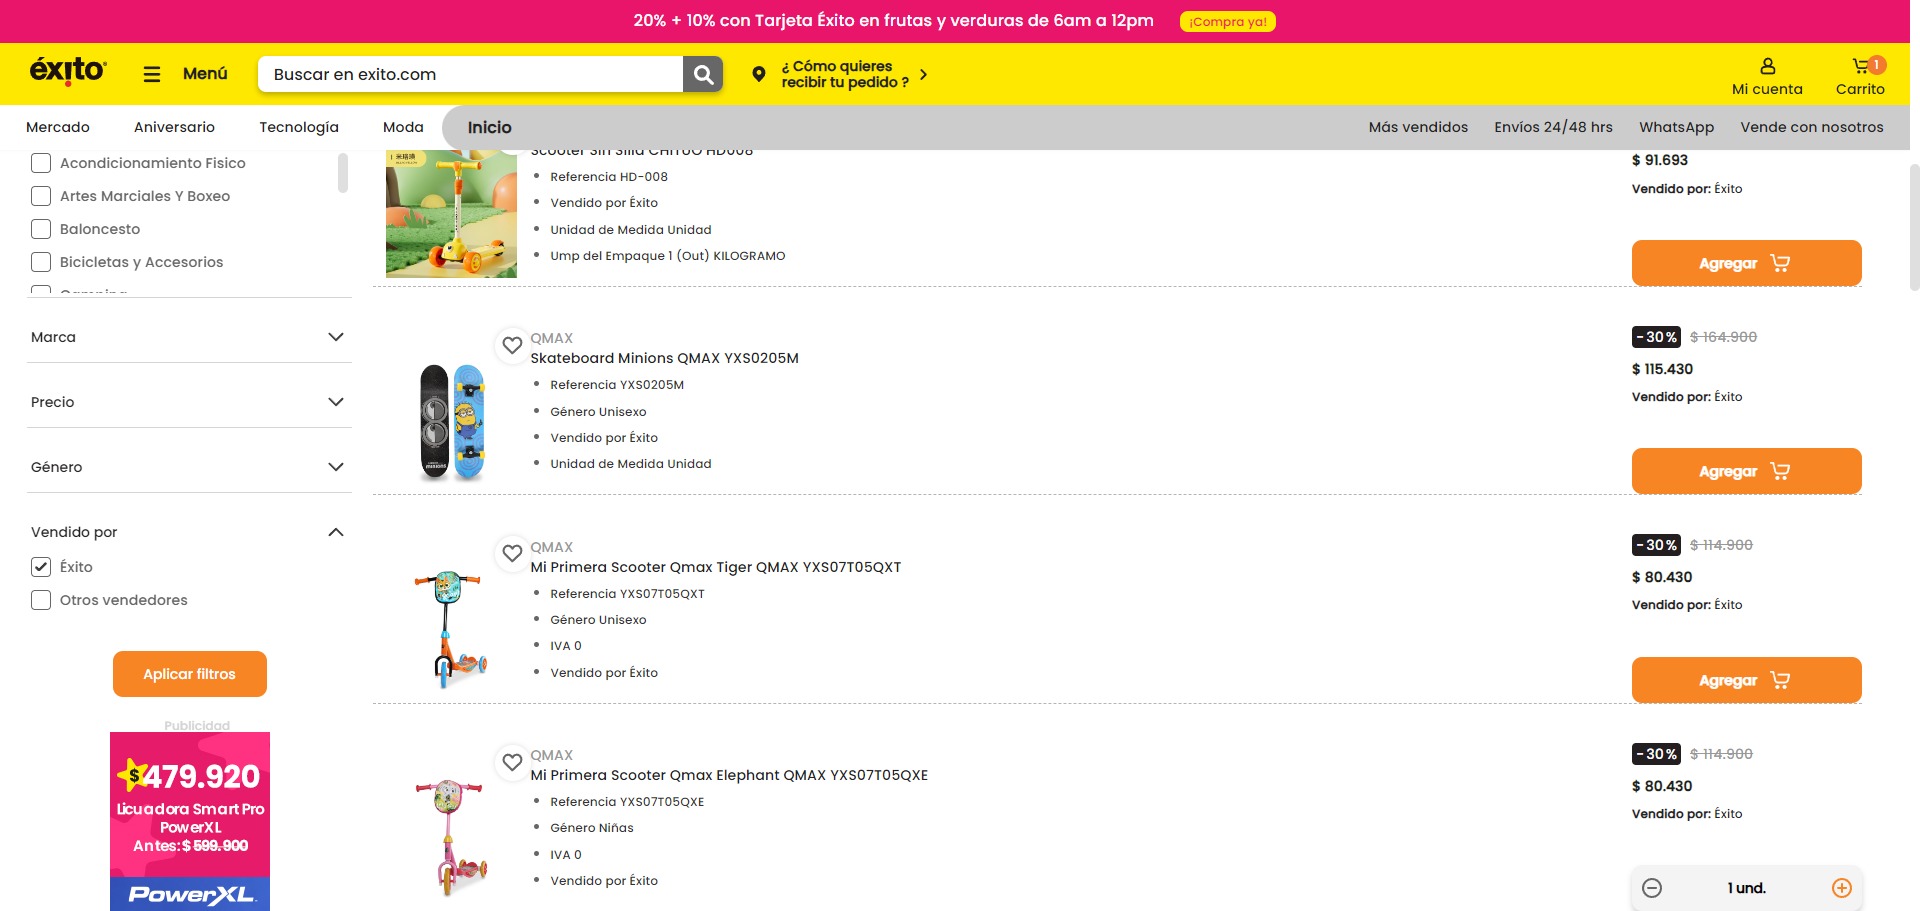 20% + 10% con Tarjeta Éxito en frutas y verduras de 6am a 12pm
¡Compra ya!
éxito
Menú
Buscar en exito.com
¿ Cómo quieres
recibir tu pedido ?
Mi cuenta
1
Carrito
Mercado
Aniversario
Tecnología
Moda
Inicio
Más vendidos
Envíos 24/48 hrs
WhatsApp
Vende con nosotros
Acondicionamiento Fisico
Artes Marciales Y Boxeo
Baloncesto
Bicicletas y Accesorios
Camping
Marca
Precio
Género
Vendido por
Éxito
Otros vendedores
Aplicar filtros
Publicidad
$479.920
Licuadora Smart Pro
PowerXL
Antes: $ 599.900
PowerXL
Scooter Sin Silla CHITUO HD008
Referencia HD-008
Vendido por Éxito
Unidad de Medida Unidad
Ump del Empaque 1 (Out) KILOGRAMO
$ 91.693
Vendido por: Éxito
Agregar
QMAX
Skateboard Minions QMAX YXS0205M
Referencia YXS0205M
Género Unisexo
Vendido por Éxito
Unidad de Medida Unidad
-30% $ 164.900
$ 115.430
Vendido por: Éxito
Agregar
QMAX
Mi Primera Scooter Qmax Tiger QMAX YXS07T05QXT
Referencia YXS07T05QXT
Género Unisexo
IVA 0
Vendido por Éxito
-30% $ 114.900
$ 80.430
Vendido por: Éxito
Agregar
QMAX
Mi Primera Scooter Qmax Elephant QMAX YXS07T05QXE
Referencia YXS07T05QXE
Género Niñas
IVA 0
Vendido por Éxito
-30% $ 114.900
$ 80.430
Vendido por: Éxito
1 und.